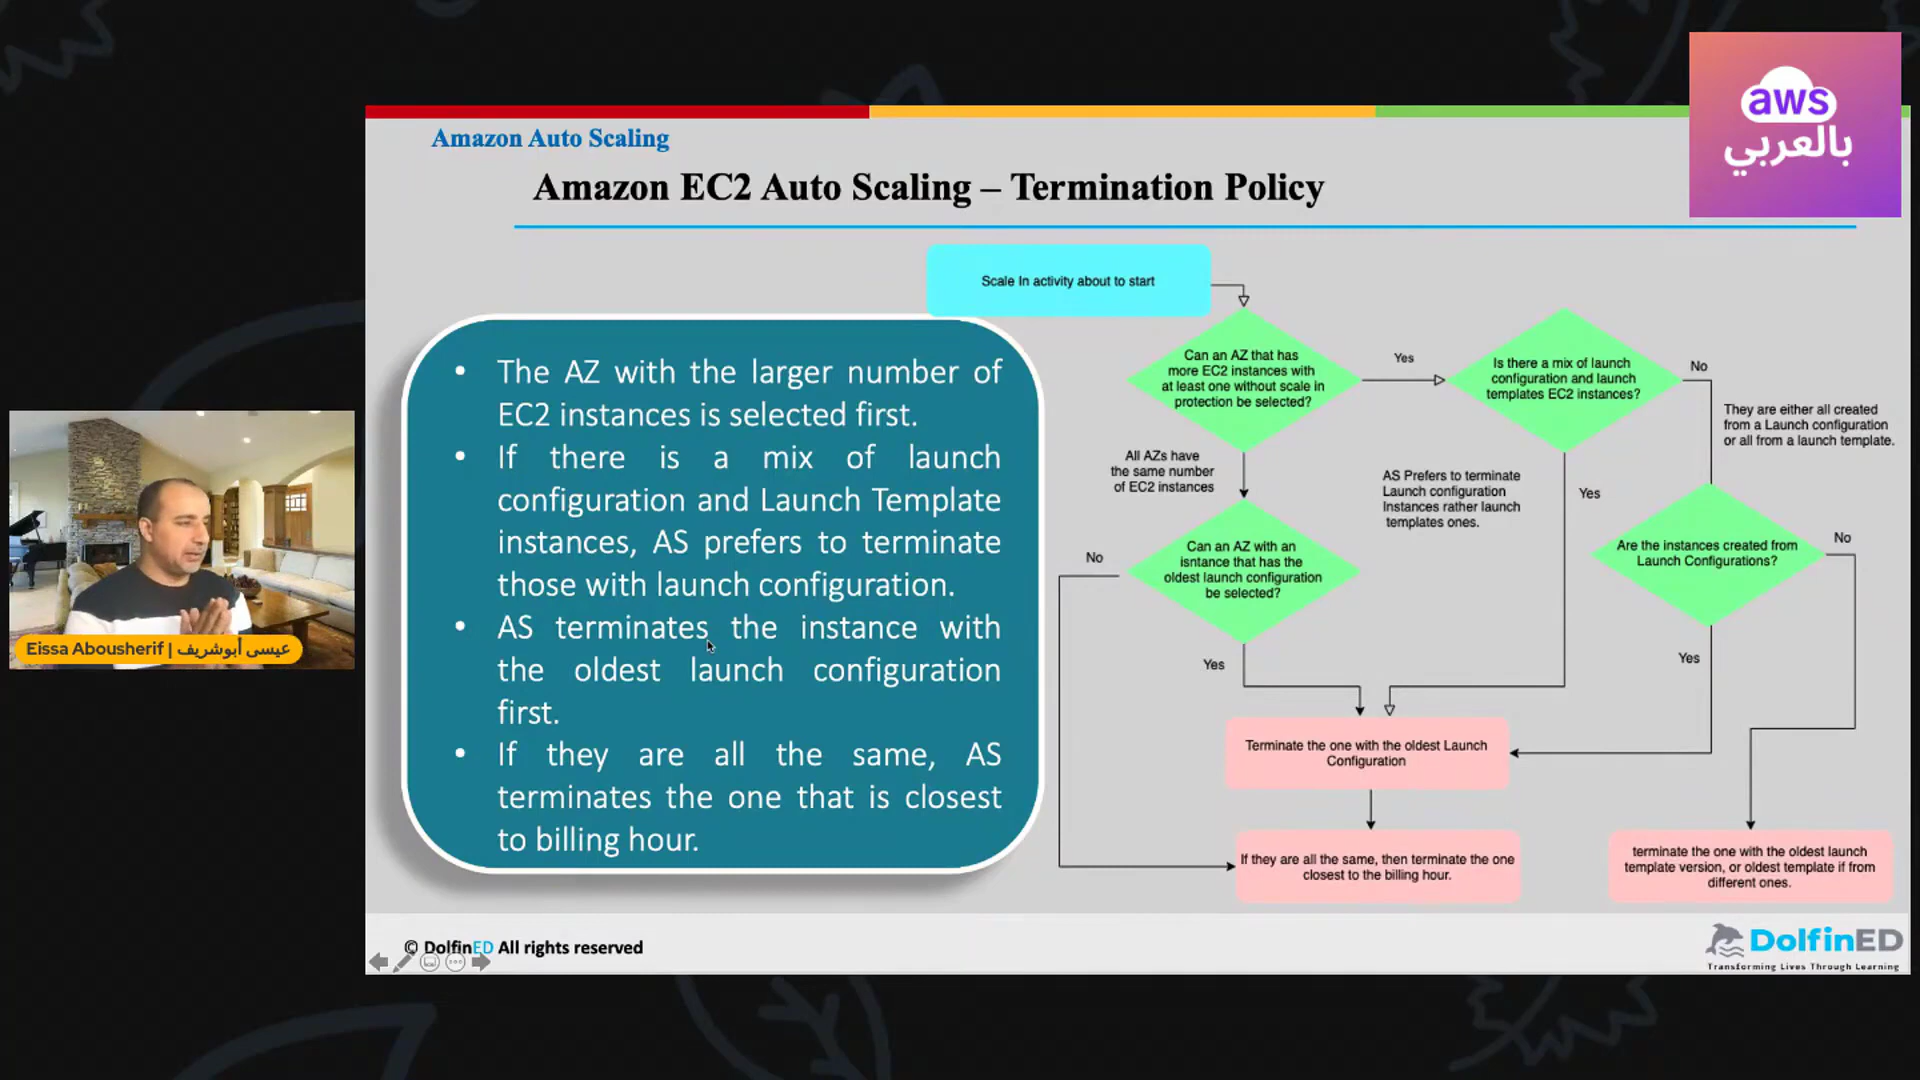 aws
بالعربي
Amazon Auto Scaling
Amazon EC2 Auto Scaling – Termination Policy
• The AZ with the larger number of
EC2 instances is selected first.
• If there is a mix of launch
configuration and Launch Template
instances, AS prefers to terminate
those with launch configuration.
• AS terminates the instance with
the oldest launch configuration
first.
• If they are all the same, AS
terminates the one that is closest
to billing hour.
Scale In activity about to start
Can an AZ that has
more EC2 instances with
at least one without scale in
protection be selected?
Yes
Is there a mix of launch
configuration and launch
templates EC2 instances?
No
They are either all created
from a Launch configuration
or all from a launch template.
All AZs have
the same number
of EC2 instances
AS Prefers to terminate
Launch configuration
Instances rather launch
templates ones.
Yes
No
Can an AZ with an
isntance that has the
oldest launch configuration
be selected?
Are the instances created from
Launch Configurations?
No
Yes
Yes
Terminate the one with the oldest Launch
Configuration
If they are all the same, then terminate the one
closest to the billing hour.
terminate the one with the oldest launch
template version, or oldest template if from
different ones.
Eissa Abousherif | عيسى أبوشريف
© DolfinED All rights reserved
DolfinED
Transforming Lives Through Learning